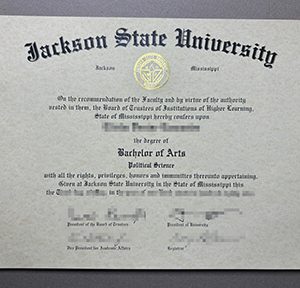 Jackson State University
Jackson Mississippi
On the recommendation of the Faculty and by virtue of the authority
vested in them, the Board of Trustees of Institutions of Higher Learning,
State of Mississippi hereby confers upon
the degree of
Bachelor of Arts
Political Science
with all the rights, privileges, honors and immunities thereunto appertaining.
Given at Jackson State University in the State of Mississippi this
President of the Board of Trustees President of University
Vice President for Academic Affairs Registrar